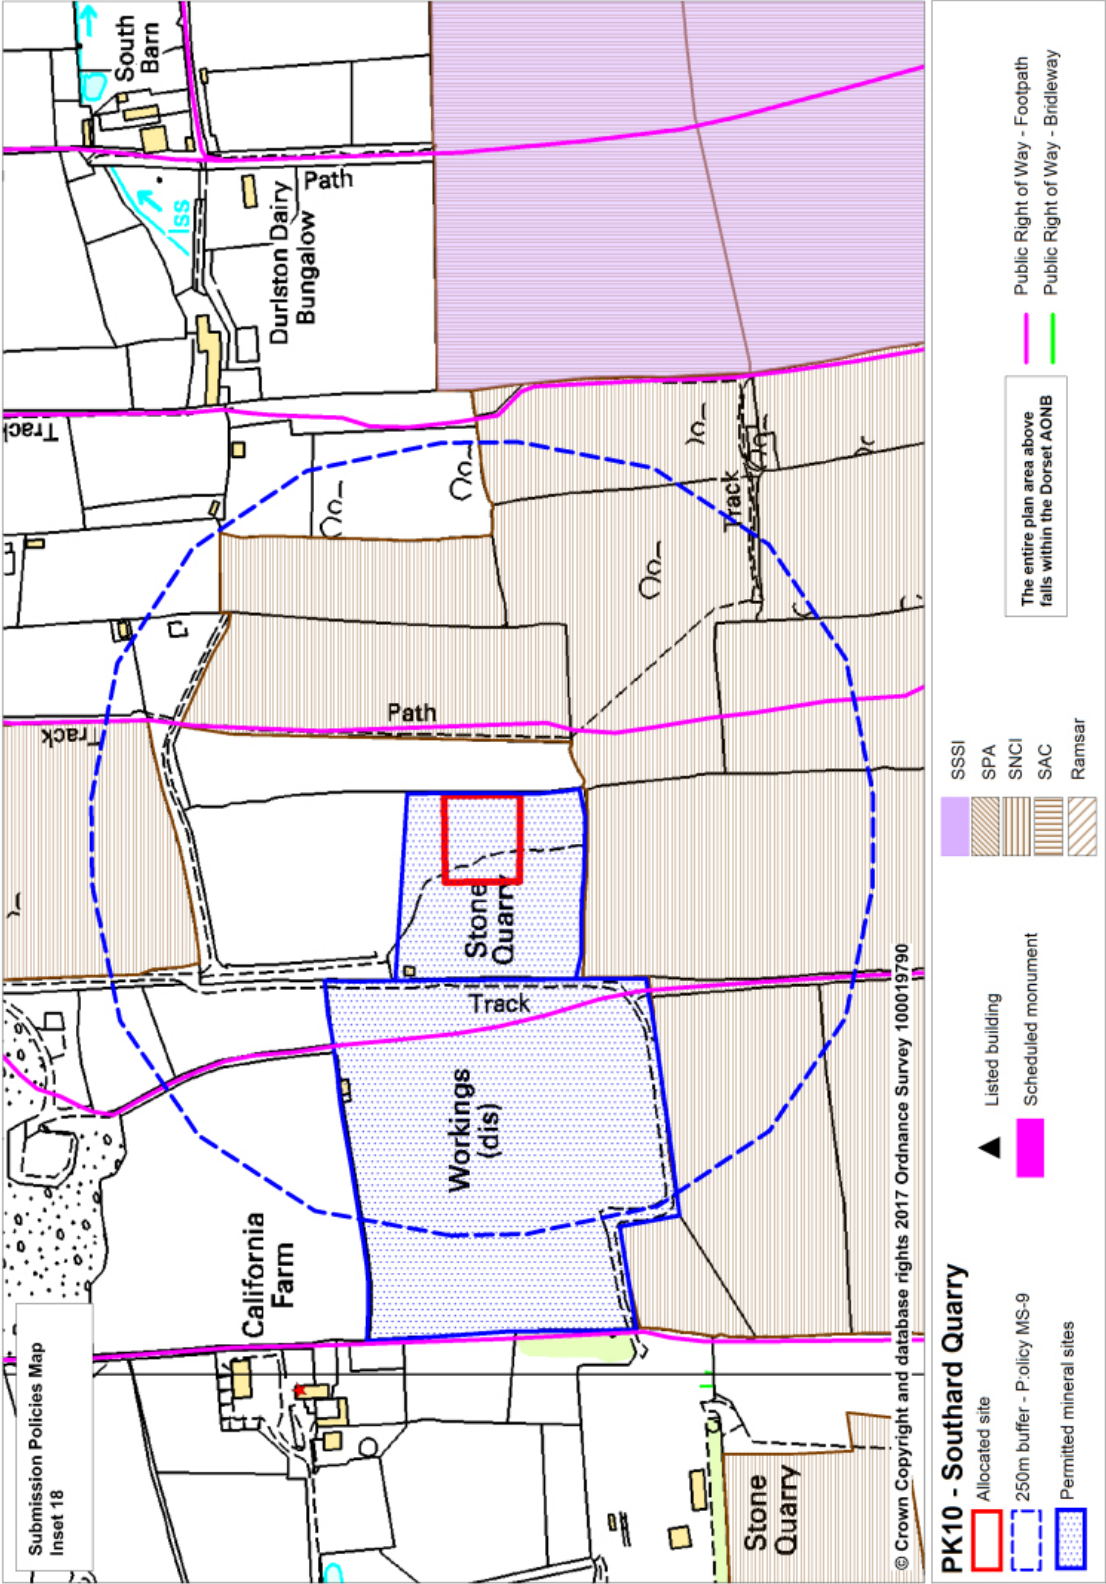 Submission Policies Map
Inset 18
California
Farm
Workings
(dis)
Stone
Quarry
Track
Stone
Quarry
Track
Path
Track
Track
Durlston Dairy
Bungalow
Path
South
Barn
Iss
© Crown Copyright and database rights 2017 Ordnance Survey 100019790
PK10 - Southard Quarry
Allocated site
250m buffer - P:olicy MS-9
Permitted mineral sites
Listed building
Scheduled monument
SSSI
SPA
SNCI
SAC
Ramsar
The entire plan area above
falls within the Dorset AONB
Public Right of Way - Footpath
Public Right of Way - Bridleway